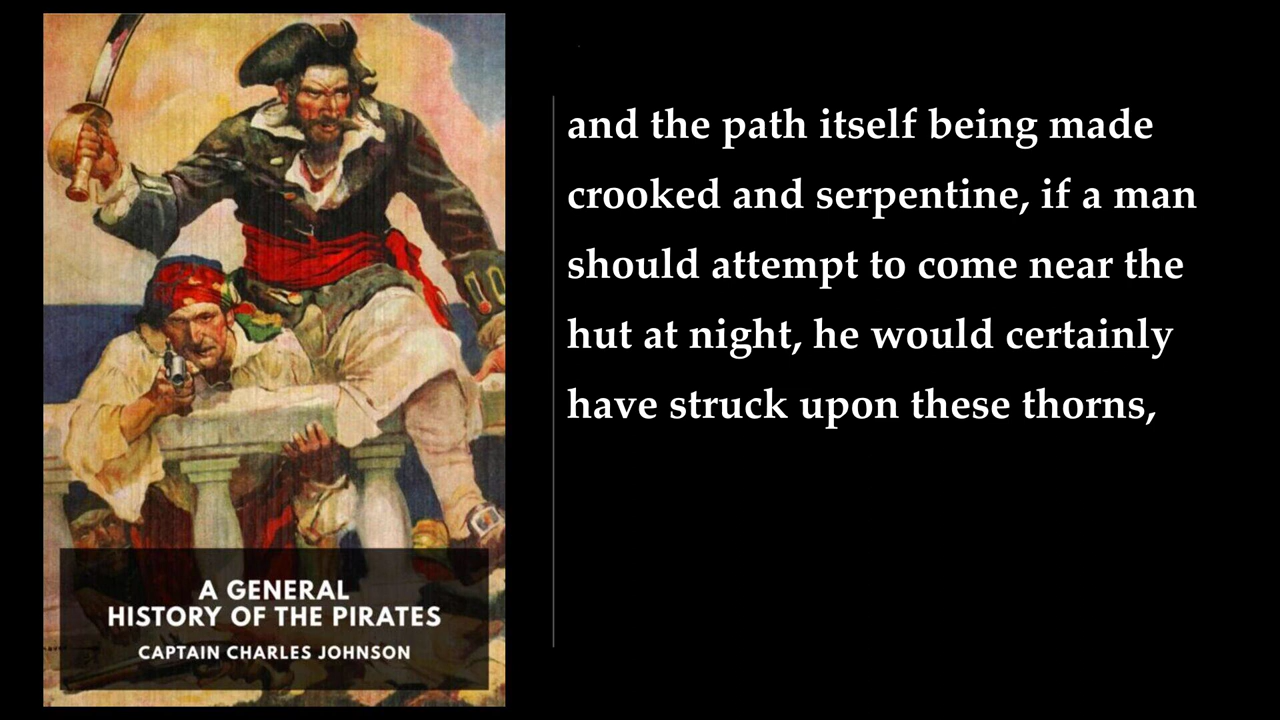 A GENERAL
HISTORY OF THE PIRATES
CAPTAIN CHARLES JOHNSON
and the path itself being made
crooked and serpentine, if a man
should attempt to come near the
hut at night, he would certainly
have struck upon these thorns,